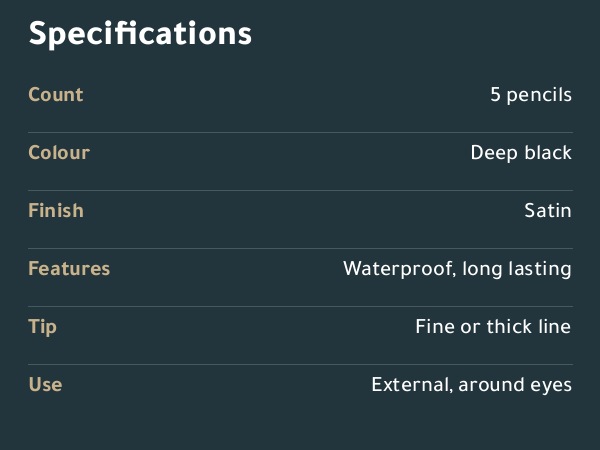 Specifications
Count 5 pencils
Colour Deep black
Finish Satin
Features Waterproof, long lasting
Tip Fine or thick line
Use External, around eyes